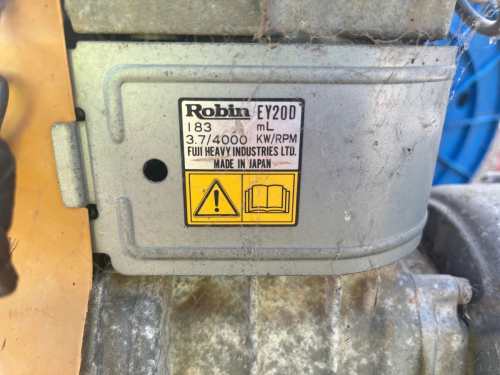 Robin EY20D
183 mL
3.7/4000 KW/RPM
FUJI HEAVY INDUSTRIES LTD.
MADE IN JAPAN